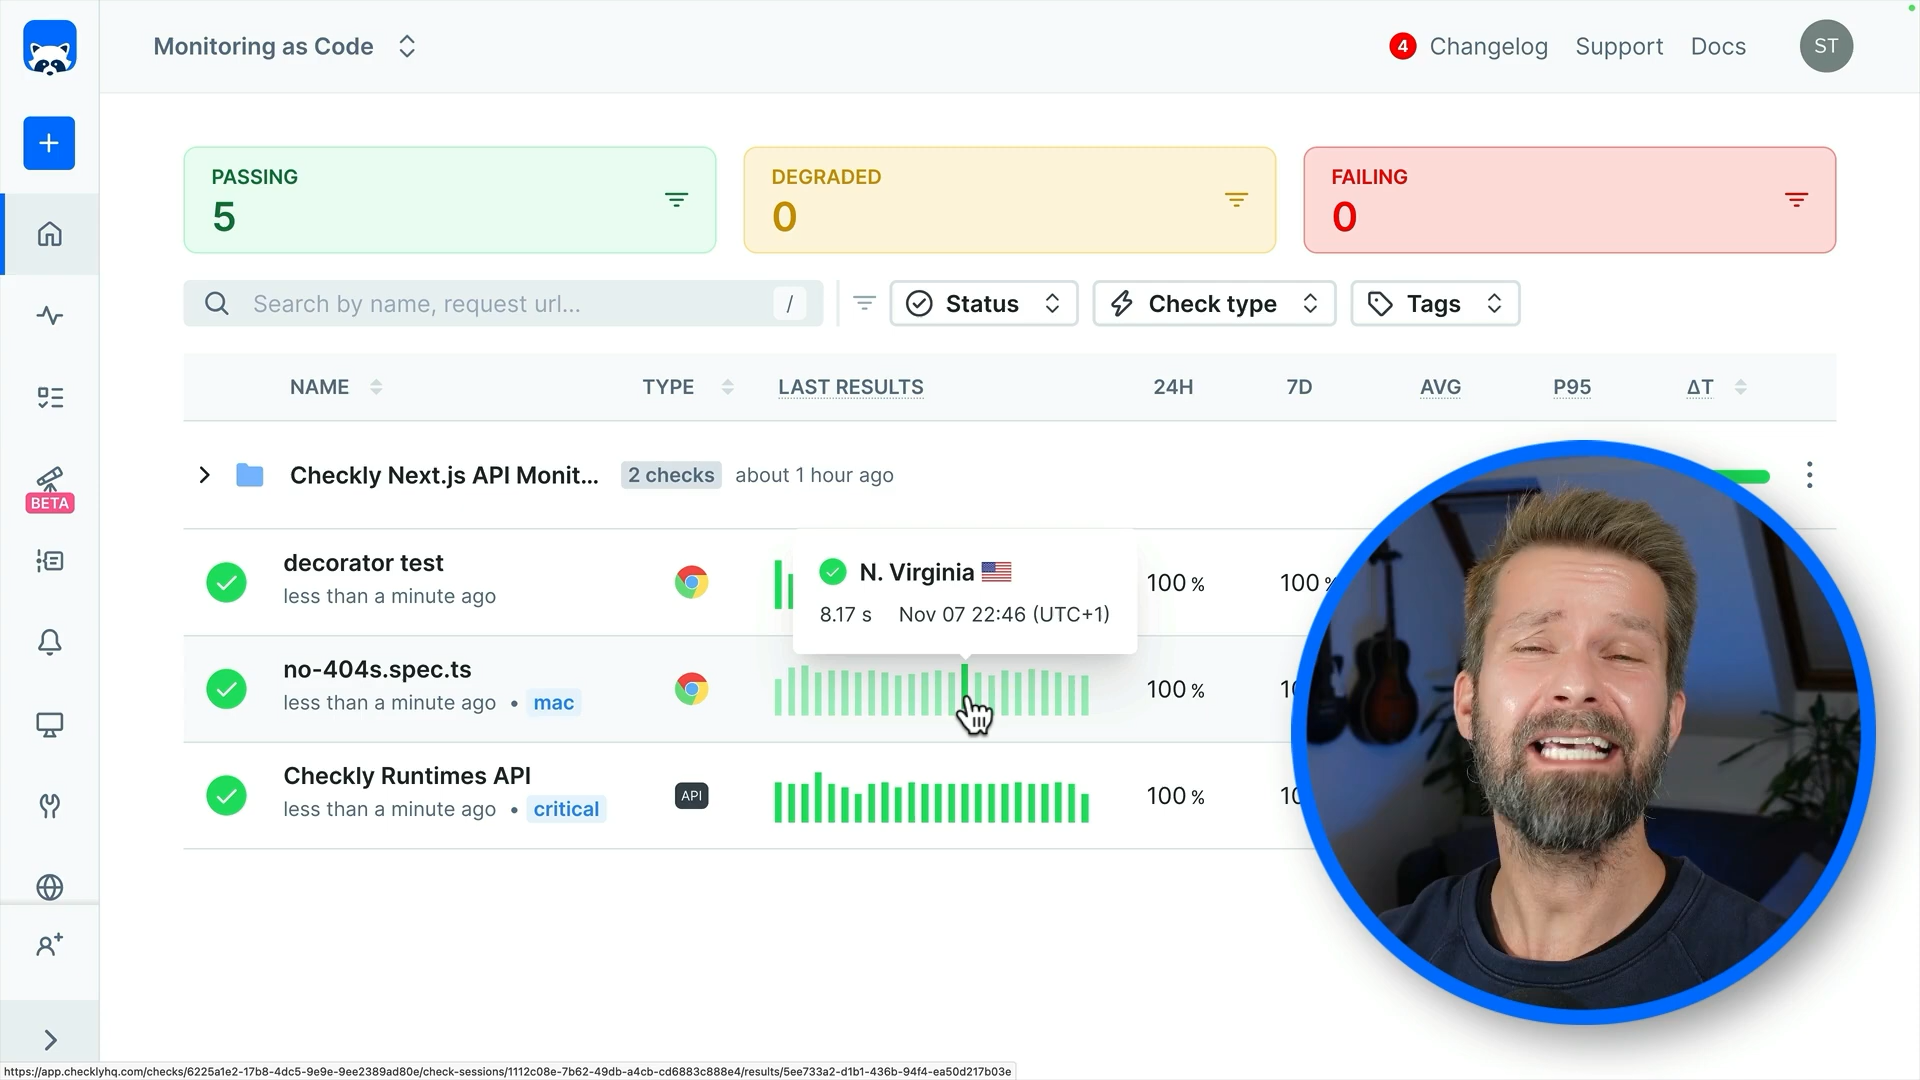 Monitoring as Code
4 Changelog Support Docs ST
PASSING
5
DEGRADED
0
FAILING
0
Search by name, request url... /
Status
Check type
Tags
NAME TYPE LAST RESULTS 24H 7D AVG P95 ΔT
Checkly Next.js API Monit... 2 checks about 1 hour ago
BETA
decorator test
less than a minute ago
100 % 100 %
N. Virginia
8.17 s Nov 07 22:46 (UTC+1)
no-404s.spec.ts
less than a minute ago • mac
100 %
Checkly Runtimes API
less than a minute ago • critical
API
100 %
https://app.checklyhq.com/checks/6225a1e2-17b8-4dc5-9e9e-9ee2389ad80e/check-sessions/1112c08e-7b62-49db-a4cb-cd6883c888e4/results/5ee733a2-d1b1-436b-94f4-ea50d217b03e